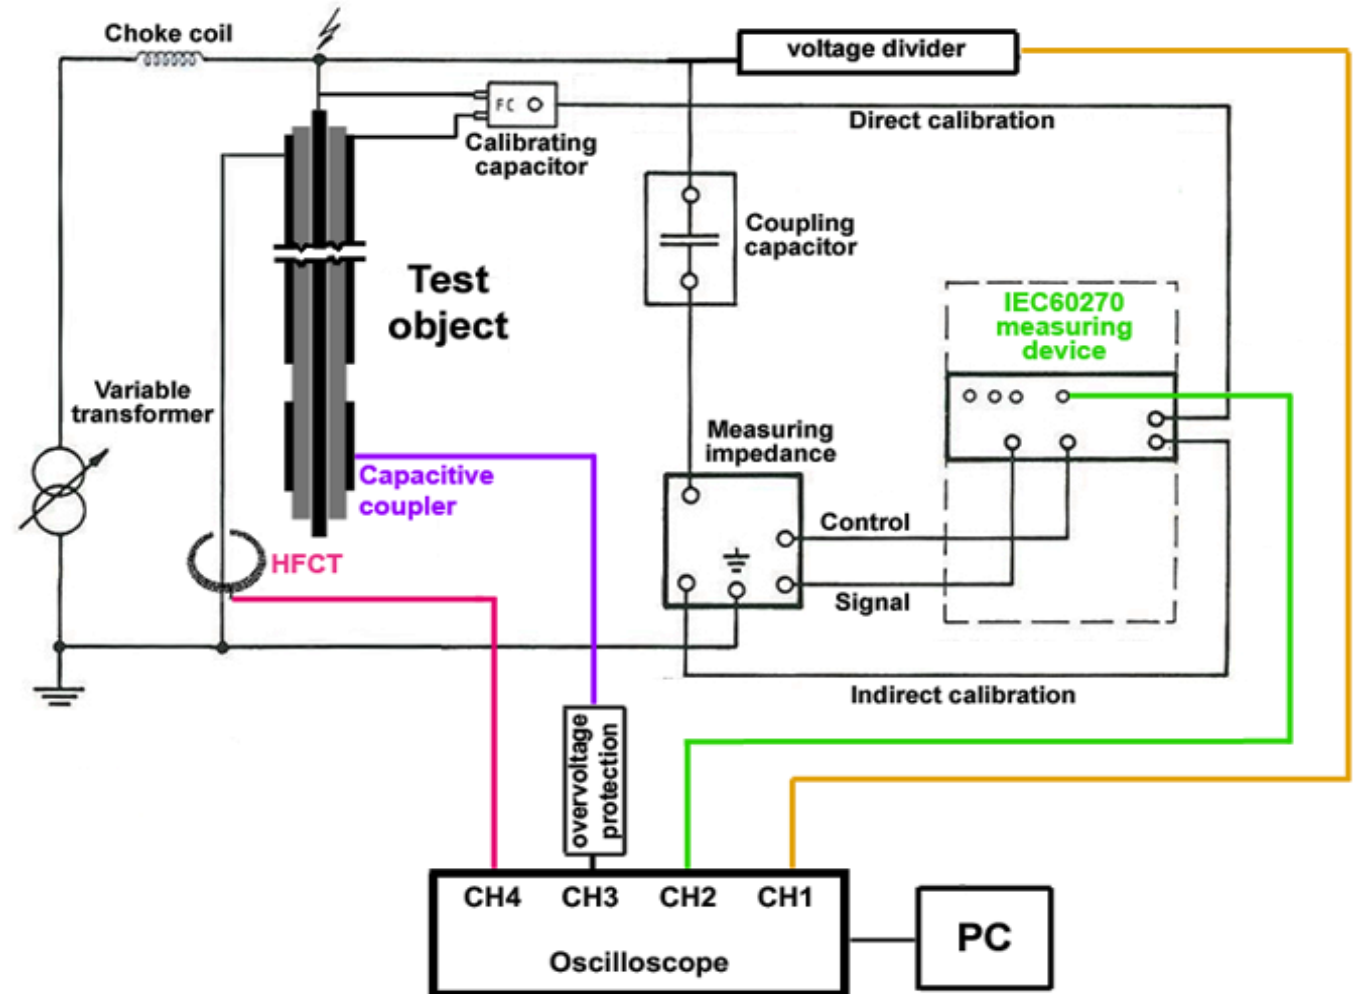 Choke coil
voltage divider
FC
Direct calibration
Calibrating
capacitor
Coupling
capacitor
Test
object
IEC60270
measuring
device
Variable
transformer
Measuring
impedance
Capacitive
coupler
Control
HFCT
Signal
Indirect calibration
overvoltage
protection
CH4 CH3 CH2 CH1
PC
Oscilloscope